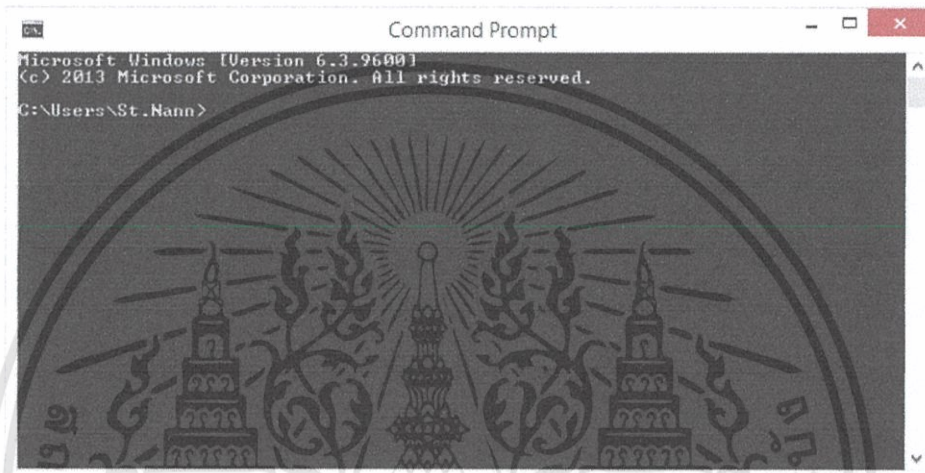 Command Prompt
Microsoft Windows [Version 6.3.9600]
(c) 2013 Microsoft Corporation. All rights reserved.
C:\Users\St.Nann>